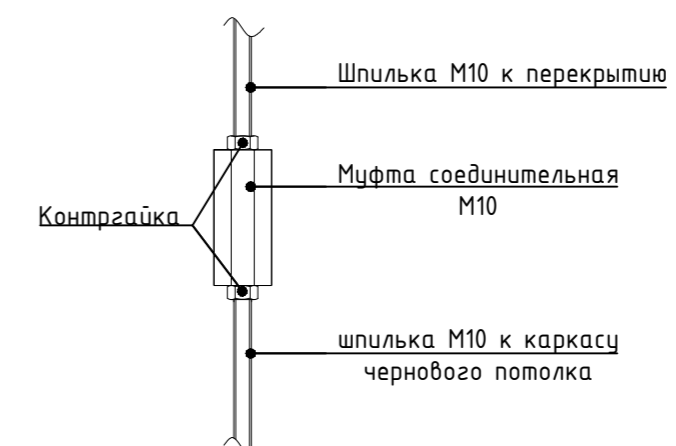 Шпилька М10 к перекрытию
Муфта соединительная
М10
Контргайка
шпилька М10 к каркасу
чернового потолка